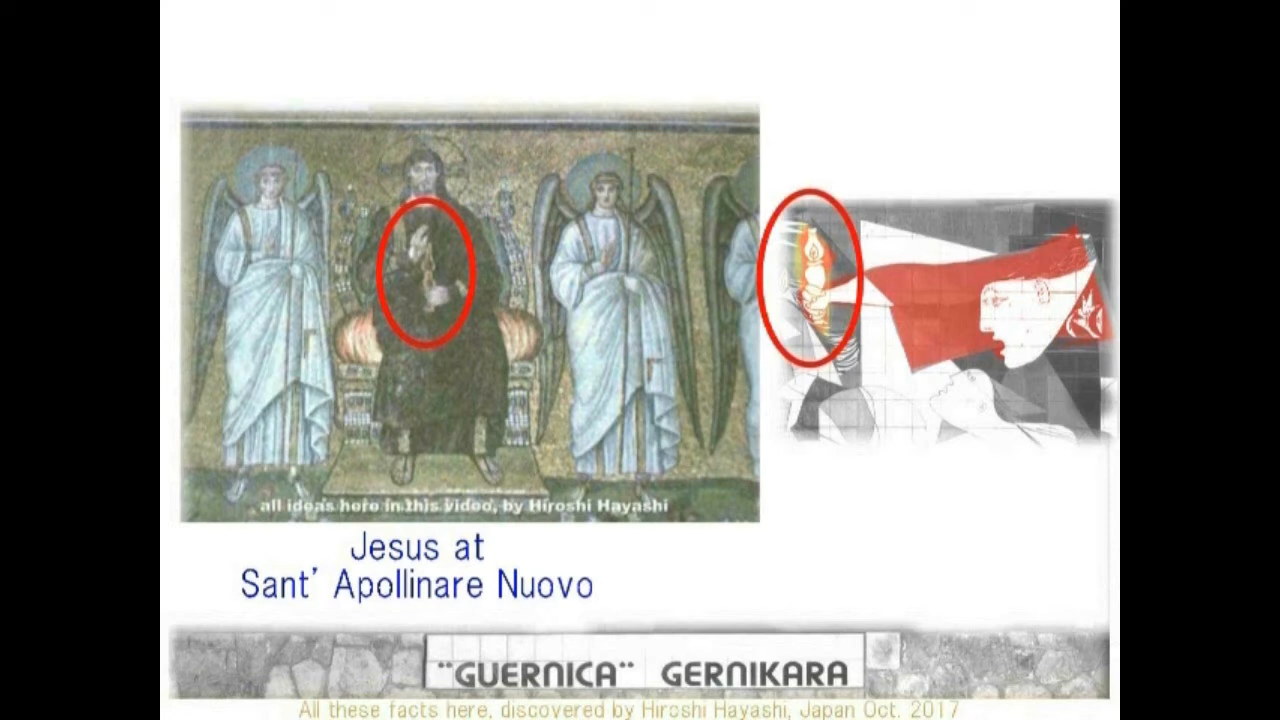 all ideas here in this video, by Hiroshi Hayashi
Jesus at
Sant' Apollinare Nuovo
"GUERNICA" GERNIKARA
All these facts here, discovered by Hiroshi Hayashi, Japan Oct. 2017